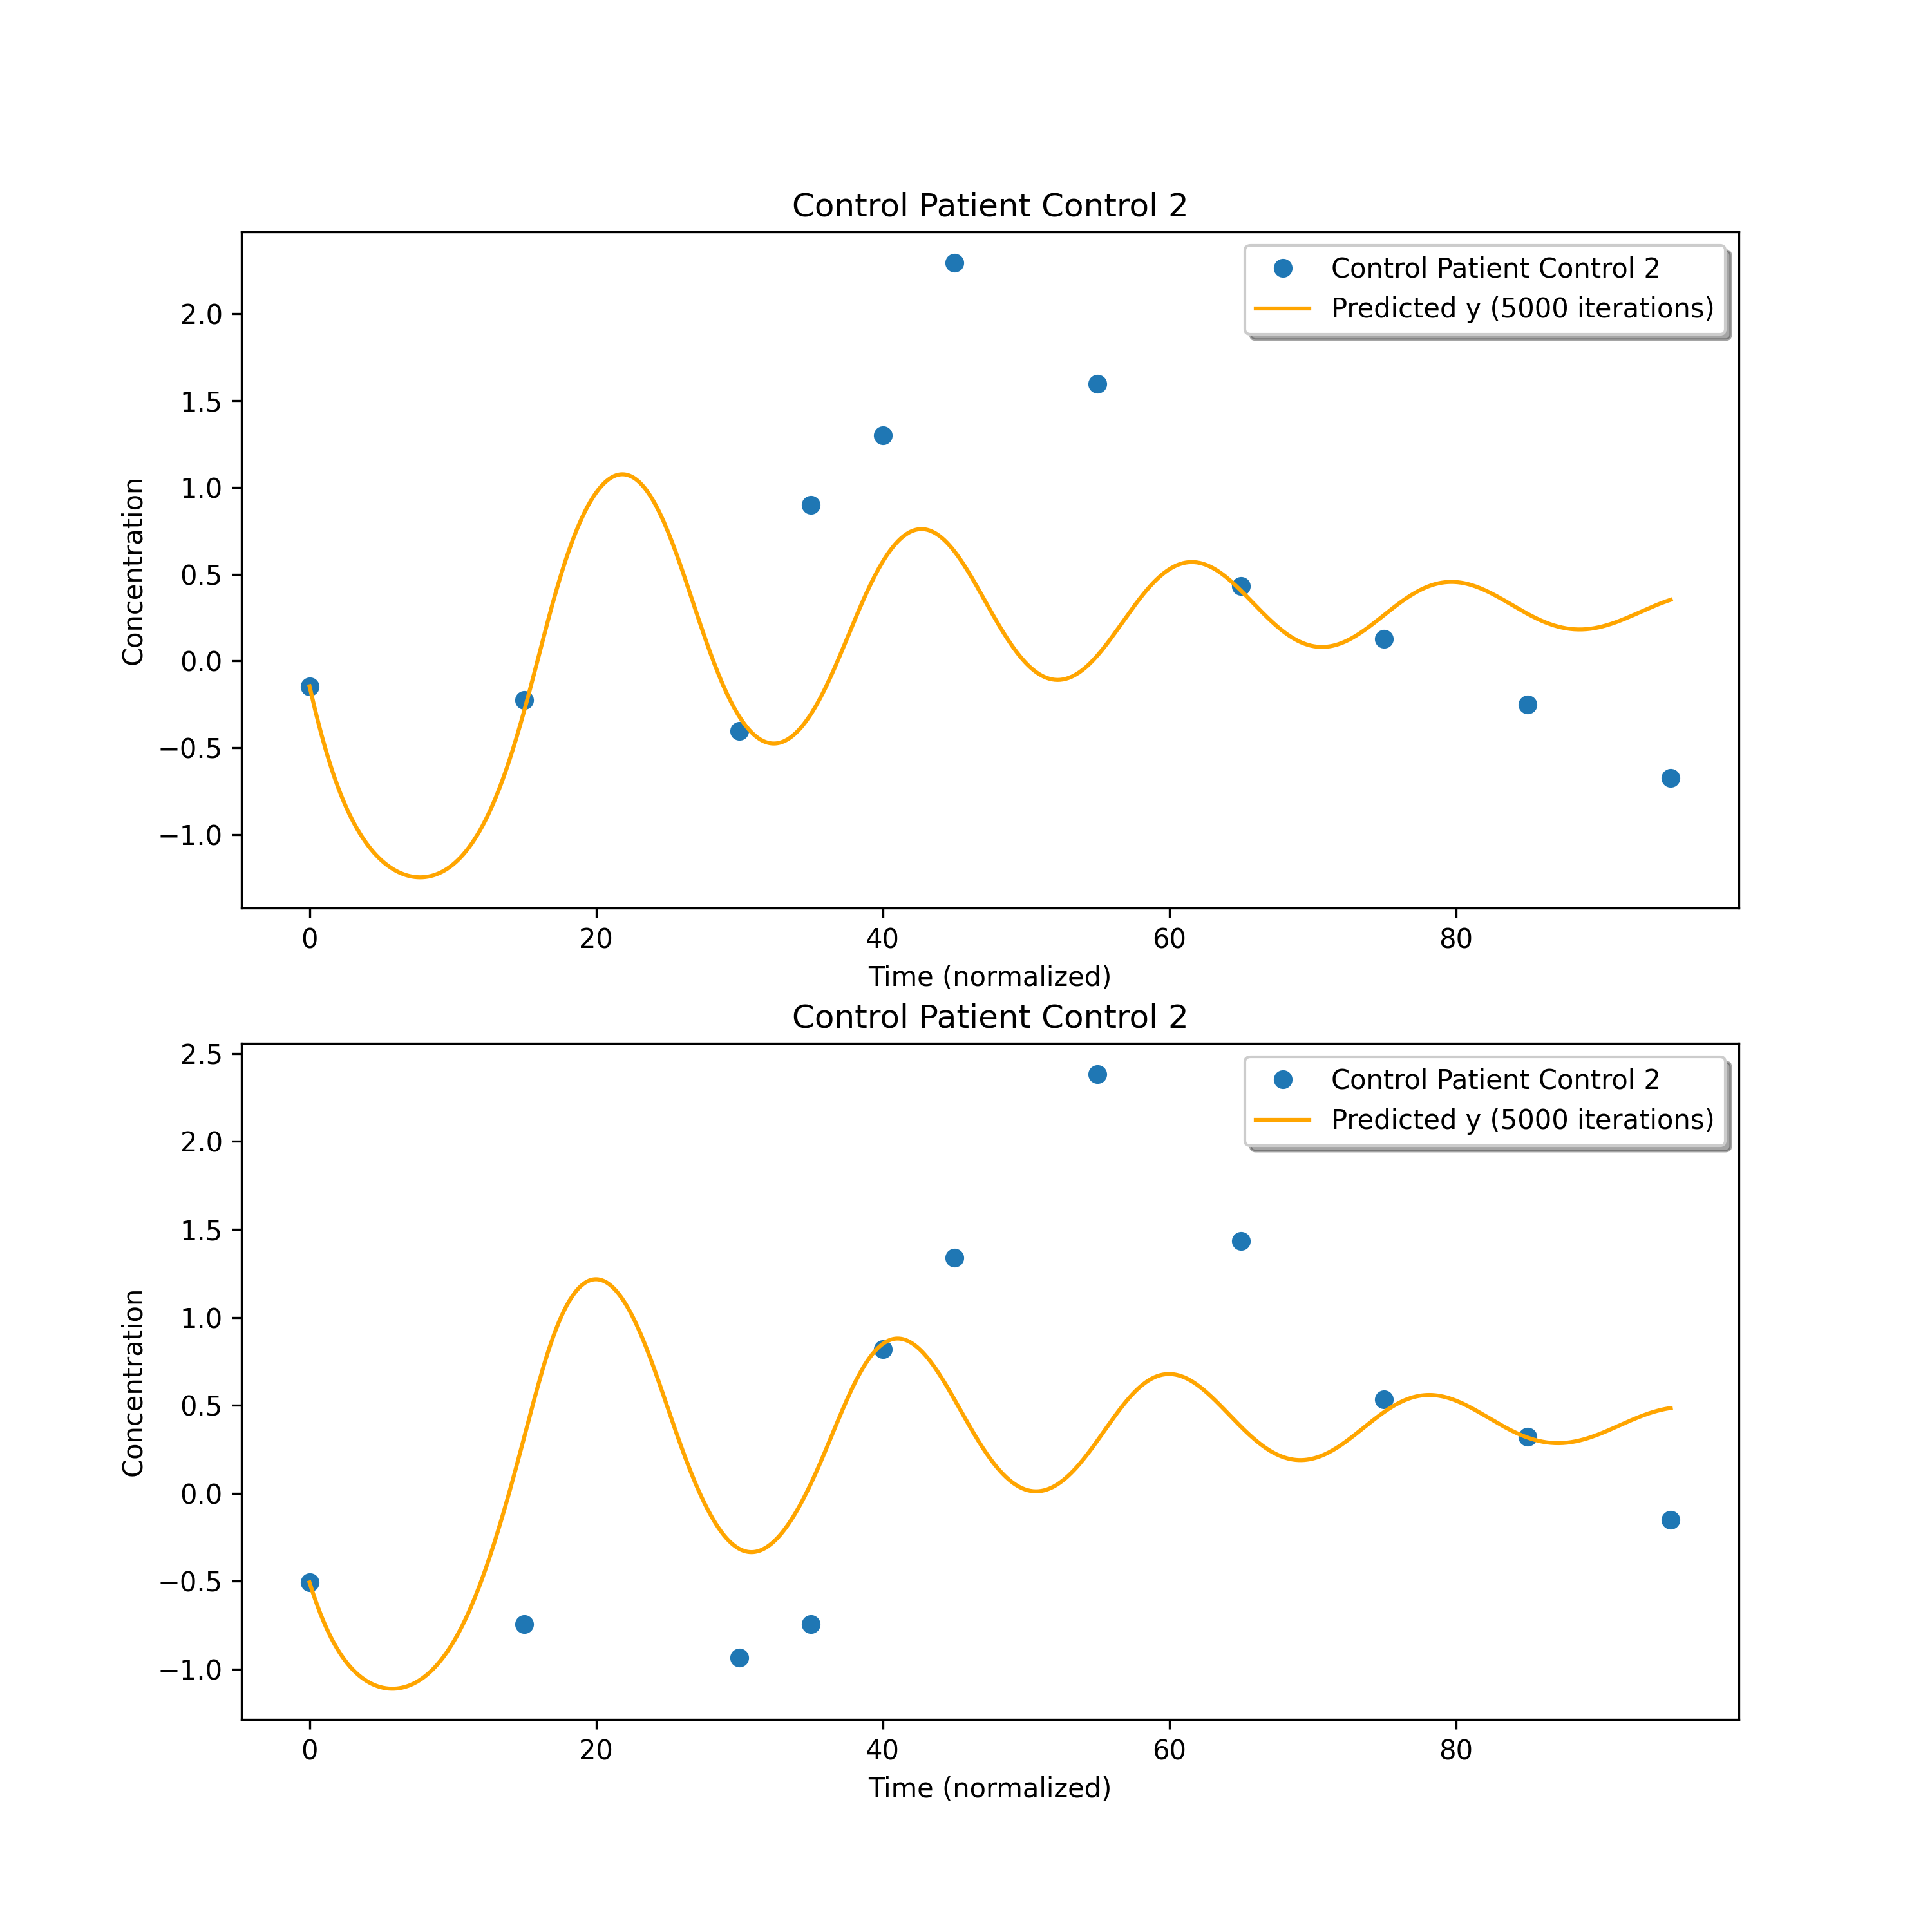 Control Patient Control 2
Control Patient Control 2
Predicted y (5000 iterations)
2.0
1.5
1.0
0.5
0.0
−0.5
−1.0
Concentration
0 20 40 60 80
Time (normalized)
Control Patient Control 2
Control Patient Control 2
Predicted y (5000 iterations)
2.5
2.0
1.5
1.0
0.5
0.0
−0.5
−1.0
Concentration
0 20 40 60 80
Time (normalized)